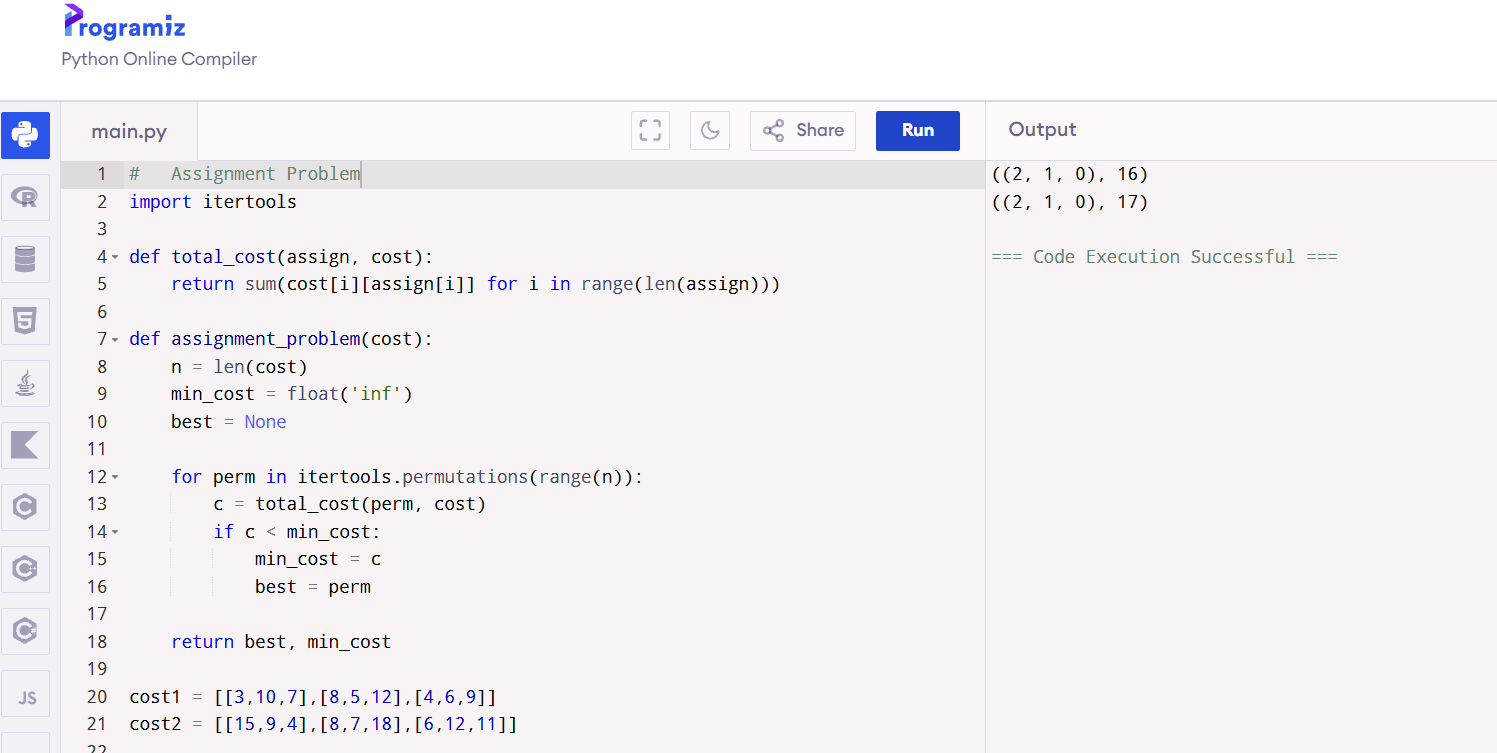 Programiz
Python Online Compiler
main.py
Share
Run
Output
1 #   Assignment Problem
2 import itertools
3
4 def total_cost(assign, cost):
5     return sum(cost[i][assign[i]] for i in range(len(assign)))
6
7 def assignment_problem(cost):
8     n = len(cost)
9     min_cost = float('inf')
10     best = None
11
12     for perm in itertools.permutations(range(n)):
13         c = total_cost(perm, cost)
14         if c < min_cost:
15             min_cost = c
16             best = perm
17
18     return best, min_cost
19
20 cost1 = [[3,10,7],[8,5,12],[4,6,9]]
21 cost2 = [[15,9,4],[8,7,18],[6,12,11]]
22
((2, 1, 0), 16)
((2, 1, 0), 17)
=== Code Execution Successful ===
R
5
C
C
C
JS